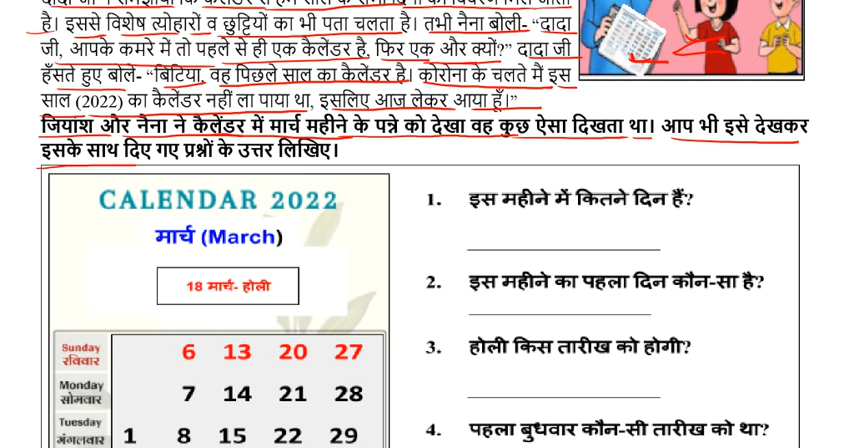 है। इससे विशेष त्योहारों व छुट्टियों का भी पता चलता है। तभी नैना बोली- “दादा
जी, आपके कमरे में तो पहले से ही एक कैलेंडर है, फिर एक और क्यों?” दादा जी
हँसते हुए बोले- “बिटिया, वह पिछले साल का कैलेंडर है। कोरोना के चलते मैं इस
साल (2022) का कैलेंडर नहीं ला पाया था, इसलिए आज लेकर आया हूँ।”
जियांश और नैना ने कैलेंडर में मार्च महीने के पन्ने को देखा वह कुछ ऐसा दिखता था। आप भी इसे देखकर
इसके साथ दिए गए प्रश्नों के उत्तर लिखिए।
CALENDAR 2022
मार्च (March)
18 मार्च- होली
Sunday
रविवार
6 13 20 27
Monday
सोमवार
7 14 21 28
Tuesday
मंगलवार
1 8 15 22 29
1. इस महीने में कितने दिन हैं?
2. इस महीने का पहला दिन कौन-सा है?
3. होली किस तारीख को होगी?
4. पहला बुधवार कौन-सी तारीख को था?